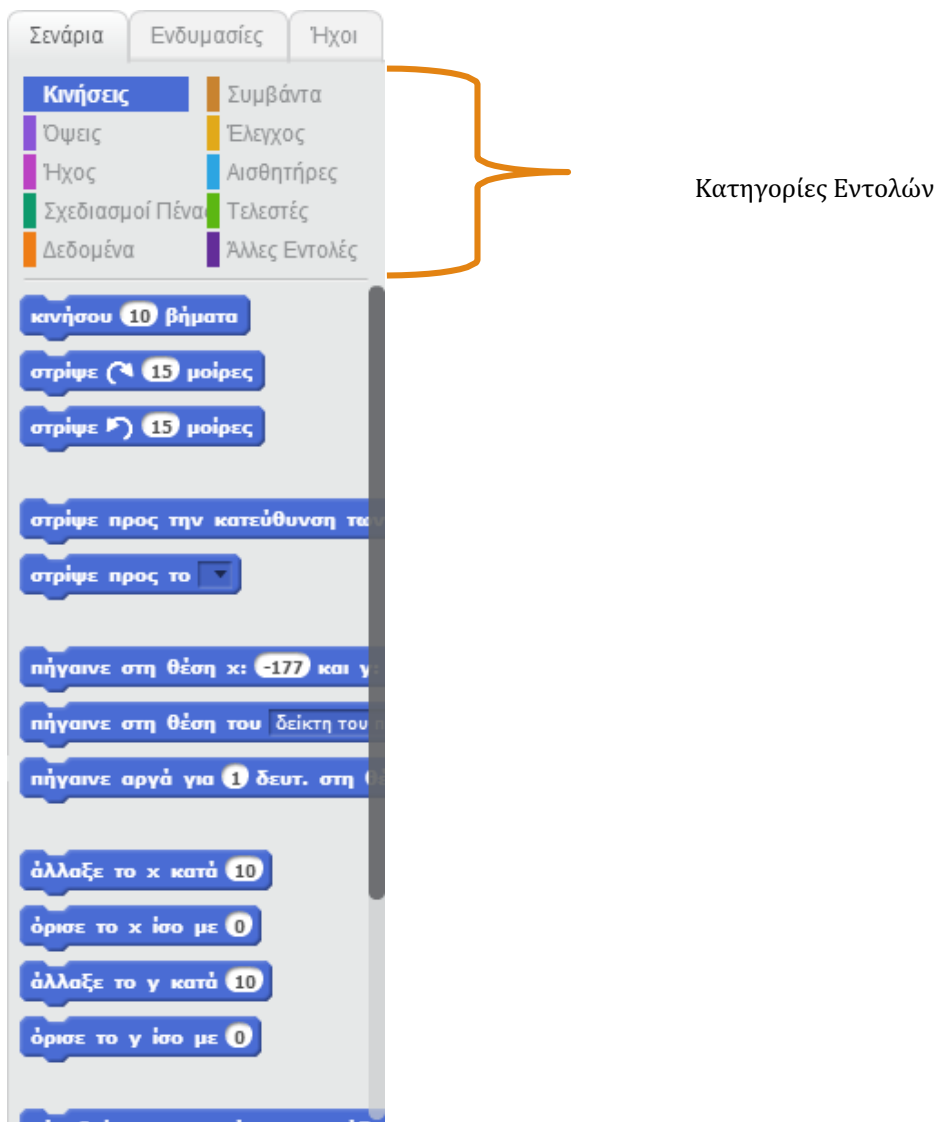 Σενάρια Ενδυμασίες Ήχοι
Κινήσεις Συμβάντα
Όψεις Έλεγχος
Ήχος Αισθητήρες
Σχεδιασμοί Πένας Τελεστές
Δεδομένα Άλλες Εντολές
Κατηγορίες Εντολών
κινήσου 10 βήματα
στρίψε 15 μοίρες
στρίψε 15 μοίρες
στρίψε προς την κατεύθυνση των
στρίψε προς το
πήγαινε στη θέση x: -177 και y:
πήγαινε στη θέση του δείκτη του
πήγαινε αργά για 1 δευτ. στη
άλλαξε το x κατά 10
όρισε το x ίσο με 0
άλλαξε το y κατά 10
όρισε το y ίσο με 0